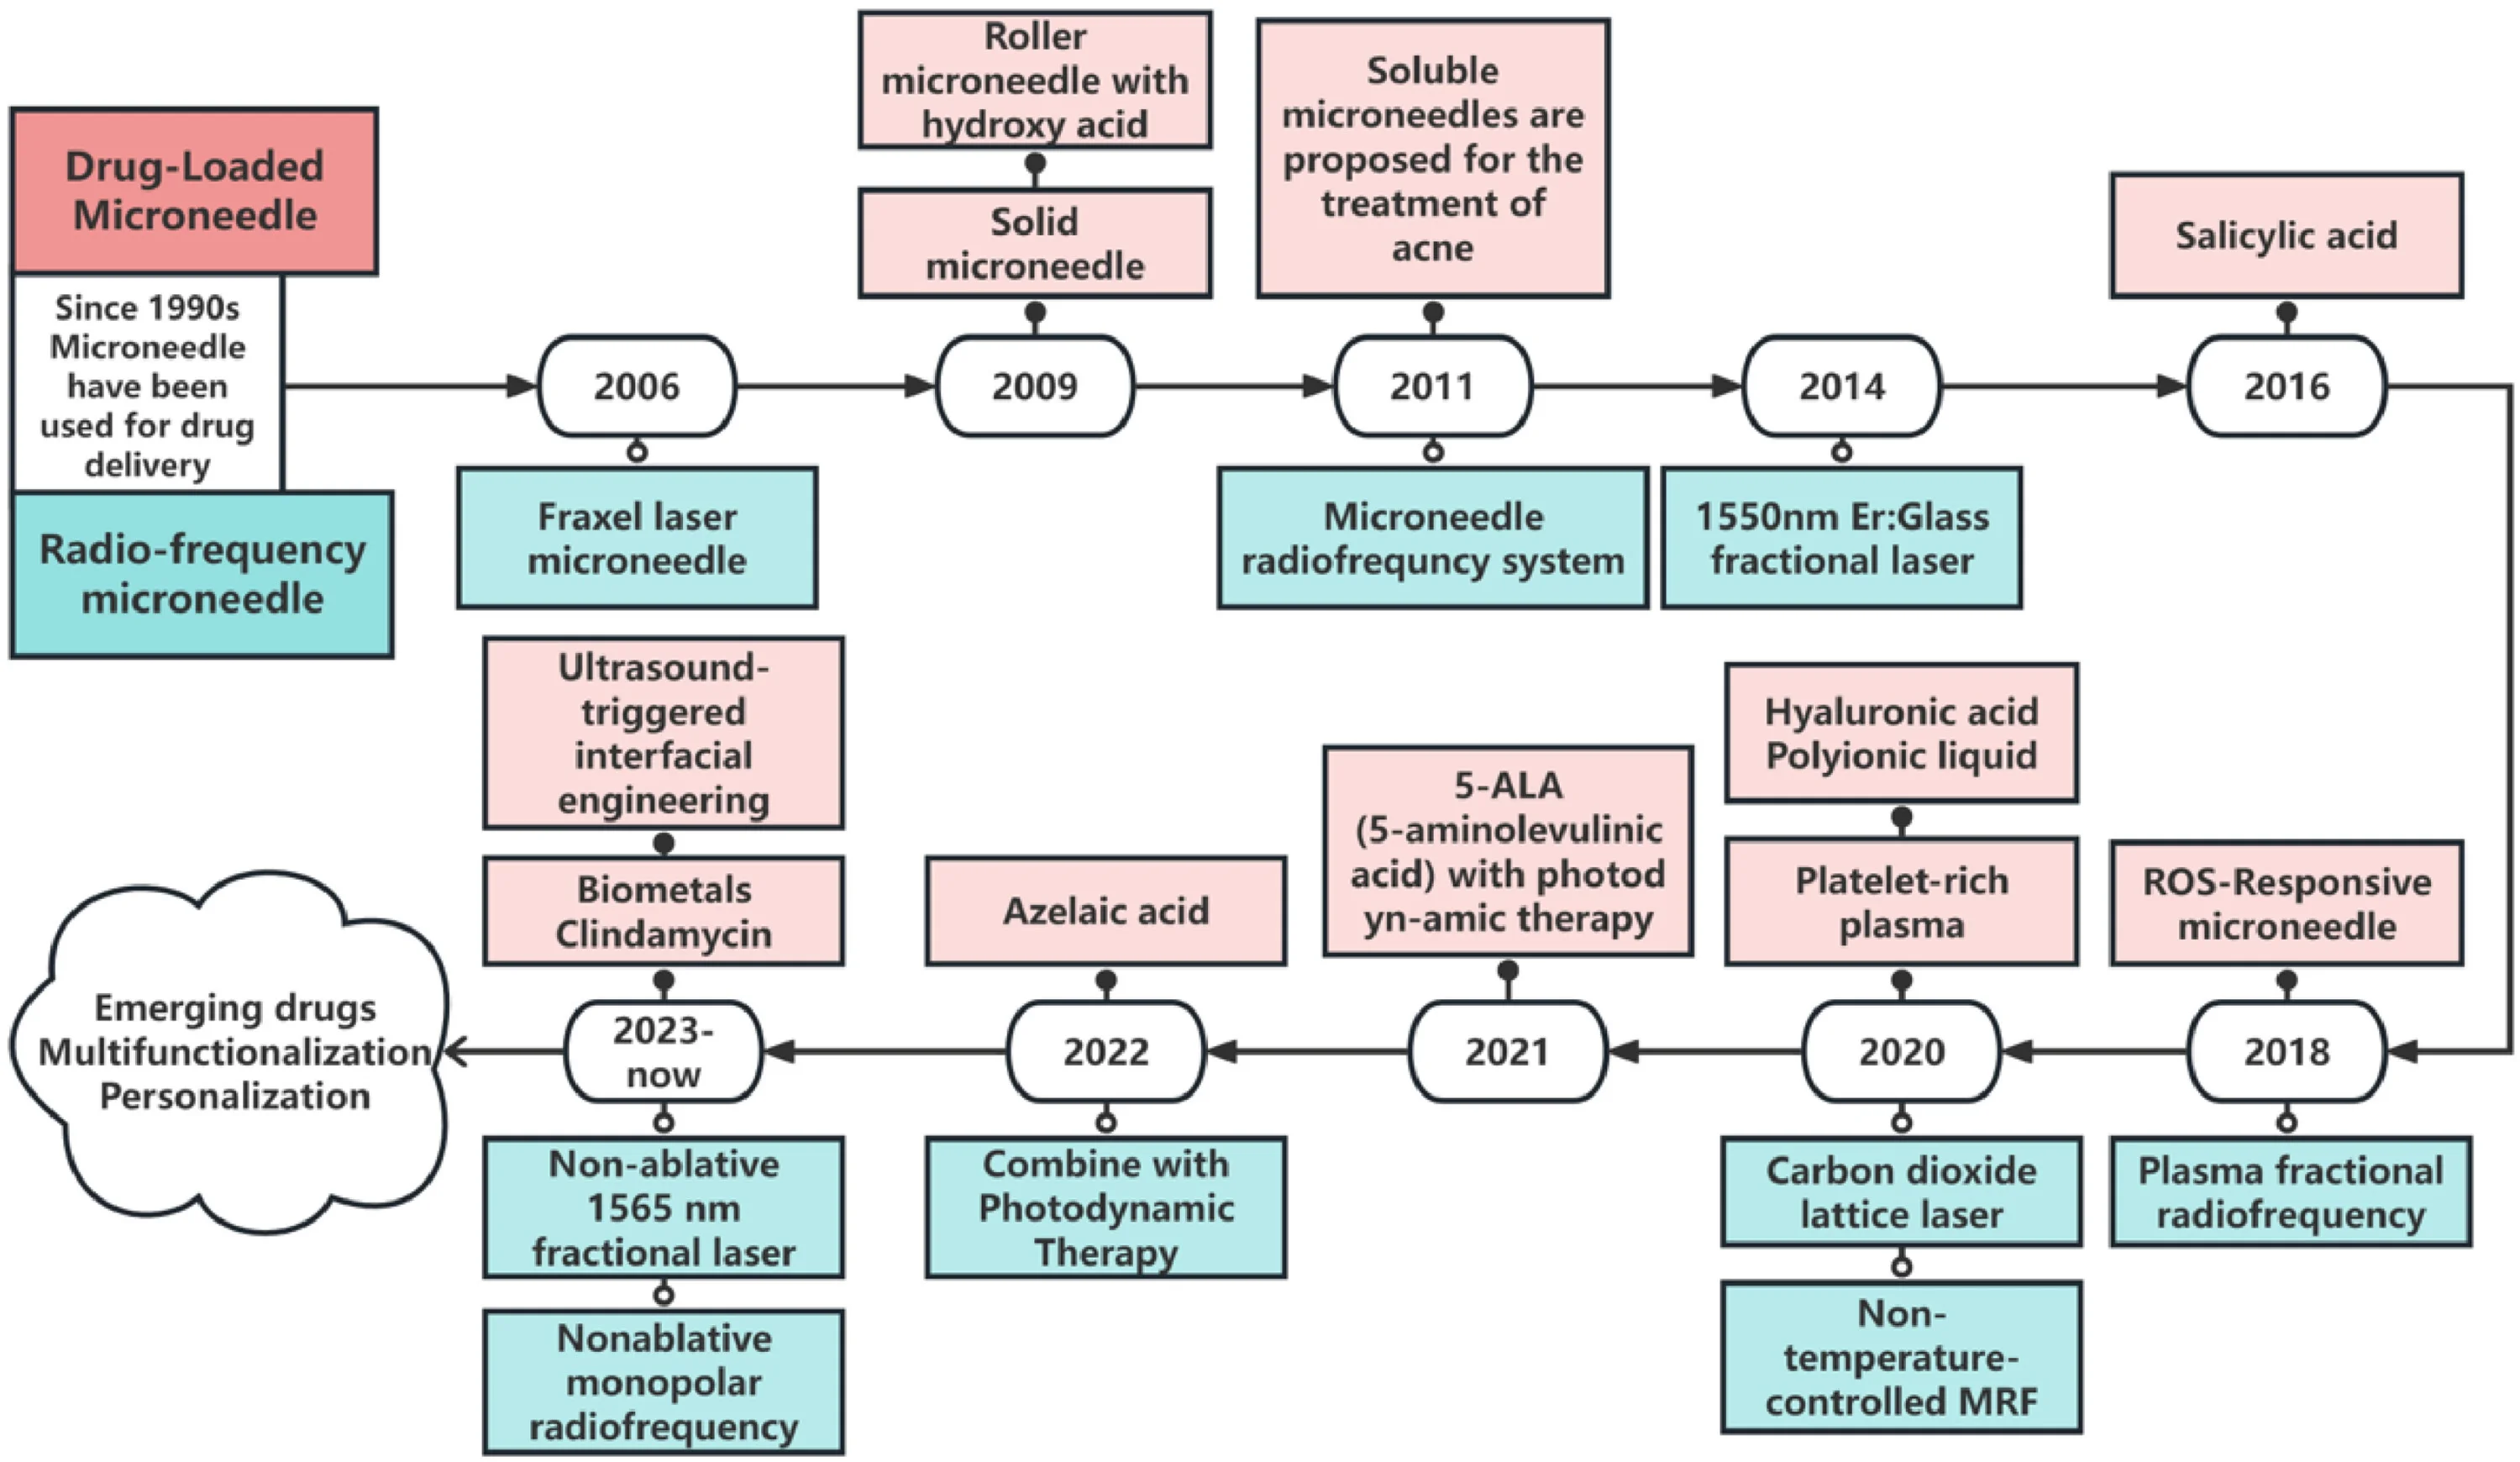 Drug-Loaded
Microneedle
Since 1990s
Microneedle
have been
used for drug
delivery
Radio-frequency
microneedle
2006
Fraxel laser
microneedle
Roller
microneedle with
hydroxy acid
Solid
microneedle
2009
Soluble
microneedles are
proposed for the
treatment of
acne
2011
Microneedle
radiofrequncy system
2014
1550nm Er:Glass
fractional laser
Salicylic acid
2016
ROS-Responsive
microneedle
2018
Plasma fractional
radiofrequency
Hyaluronic acid
Polyionic liquid
Platelet-rich
plasma
2020
Carbon dioxide
lattice laser
Non-
temperature-
controlled MRF
5-ALA
(5-aminolevulinic
acid) with photod
yn-amic therapy
2021
Azelaic acid
2022
Combine with
Photodynamic
Therapy
Ultrasound-
triggered
interfacial
engineering
Biometals
Clindamycin
2023-
now
Non-ablative
1565 nm
fractional laser
Nonablative
monopolar
radiofrequency
Emerging drugs
Multifunctionalization
Personalization